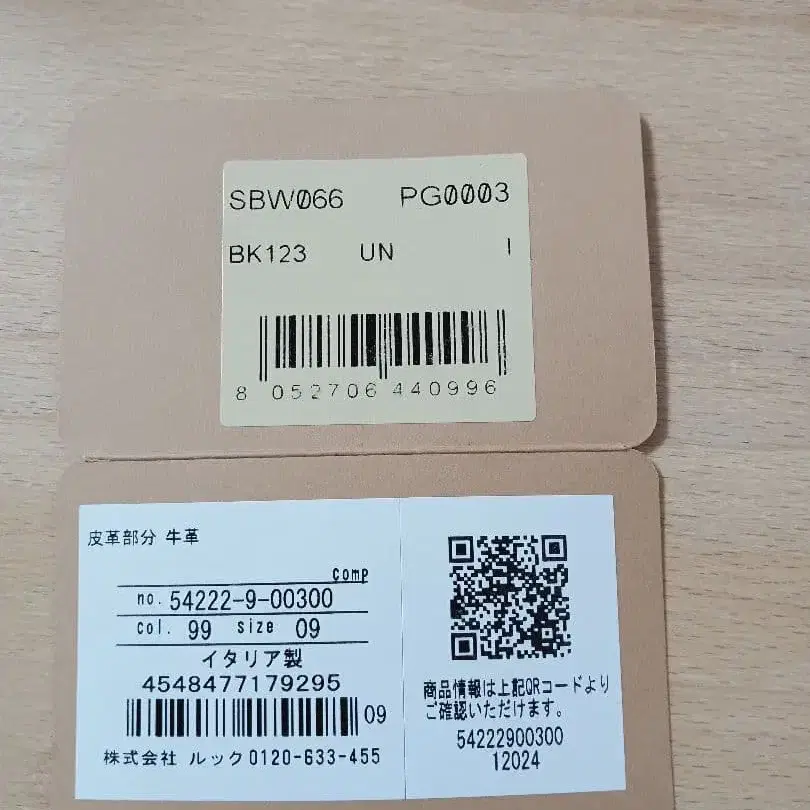 SBW066 PG0003
BK123 UN I
8 052706 440996
皮革部分 牛革
comp
no. 54222-9-00300
col. 99 size 09
イタリア製
4548477179295
09
株式会社 ルック 0120-633-455
商品情報は上記QRコードより
ご確認いただけます。
54222900300
12024